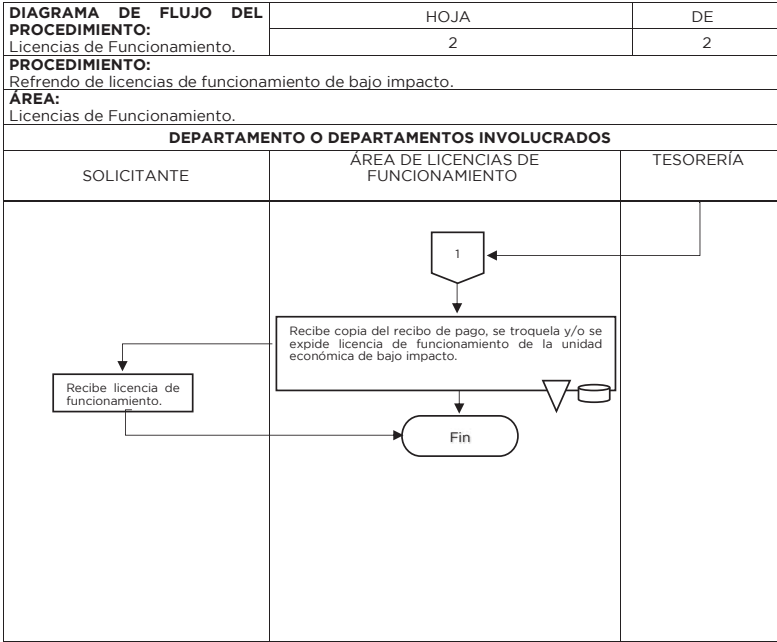 DIAGRAMA DE FLUJO DEL
PROCEDIMIENTO:
Licencias de Funcionamiento.
HOJA
DE
2
2
PROCEDIMIENTO:
Refrendo de licencias de funcionamiento de bajo impacto.
ÁREA:
Licencias de Funcionamiento.
DEPARTAMENTO O DEPARTAMENTOS INVOLUCRADOS
SOLICITANTE
ÁREA DE LICENCIAS DE
FUNCIONAMIENTO
TESORERÍA
1
Recibe copia del recibo de pago, se troquela y/o se
expide licencia de funcionamiento de la unidad
económica de bajo impacto.
Recibe licencia de
funcionamiento.
Fin